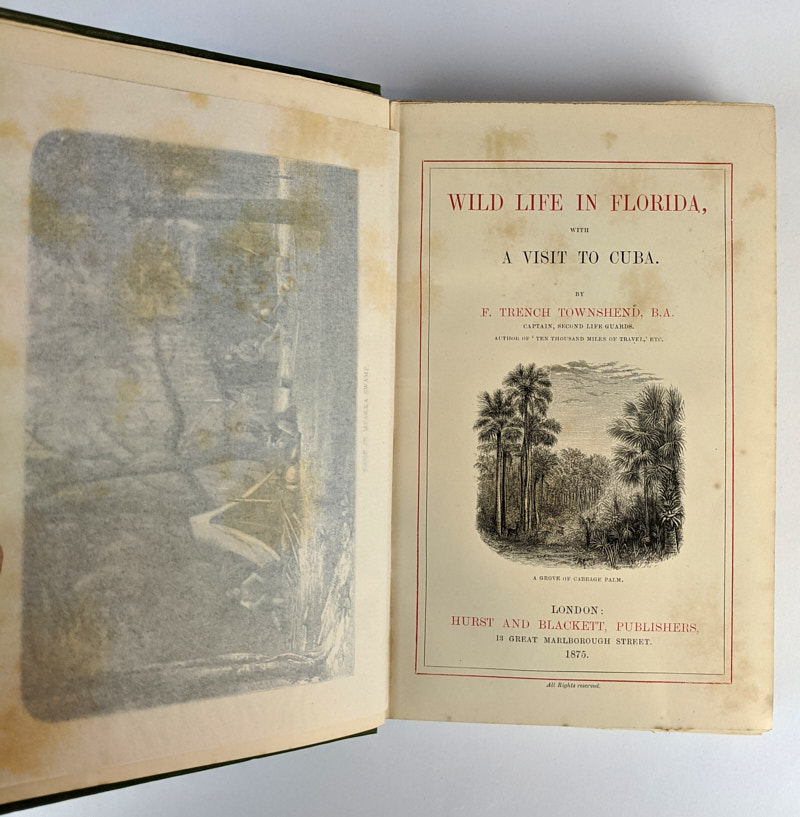 WILD LIFE IN FLORIDA,
WITH
A VISIT TO CUBA.
BY
F. TRENCH TOWNSHEND, B.A.
CAPTAIN, SECOND LIFE GUARDS.
AUTHOR OF 'TEN THOUSAND MILES OF TRAVEL,' ETC.
A GROVE OF CABBAGE PALM.
LONDON:
HURST AND BLACKETT, PUBLISHERS,
13 GREAT MARLBOROUGH STREET.
1875.
All Rights reserved.